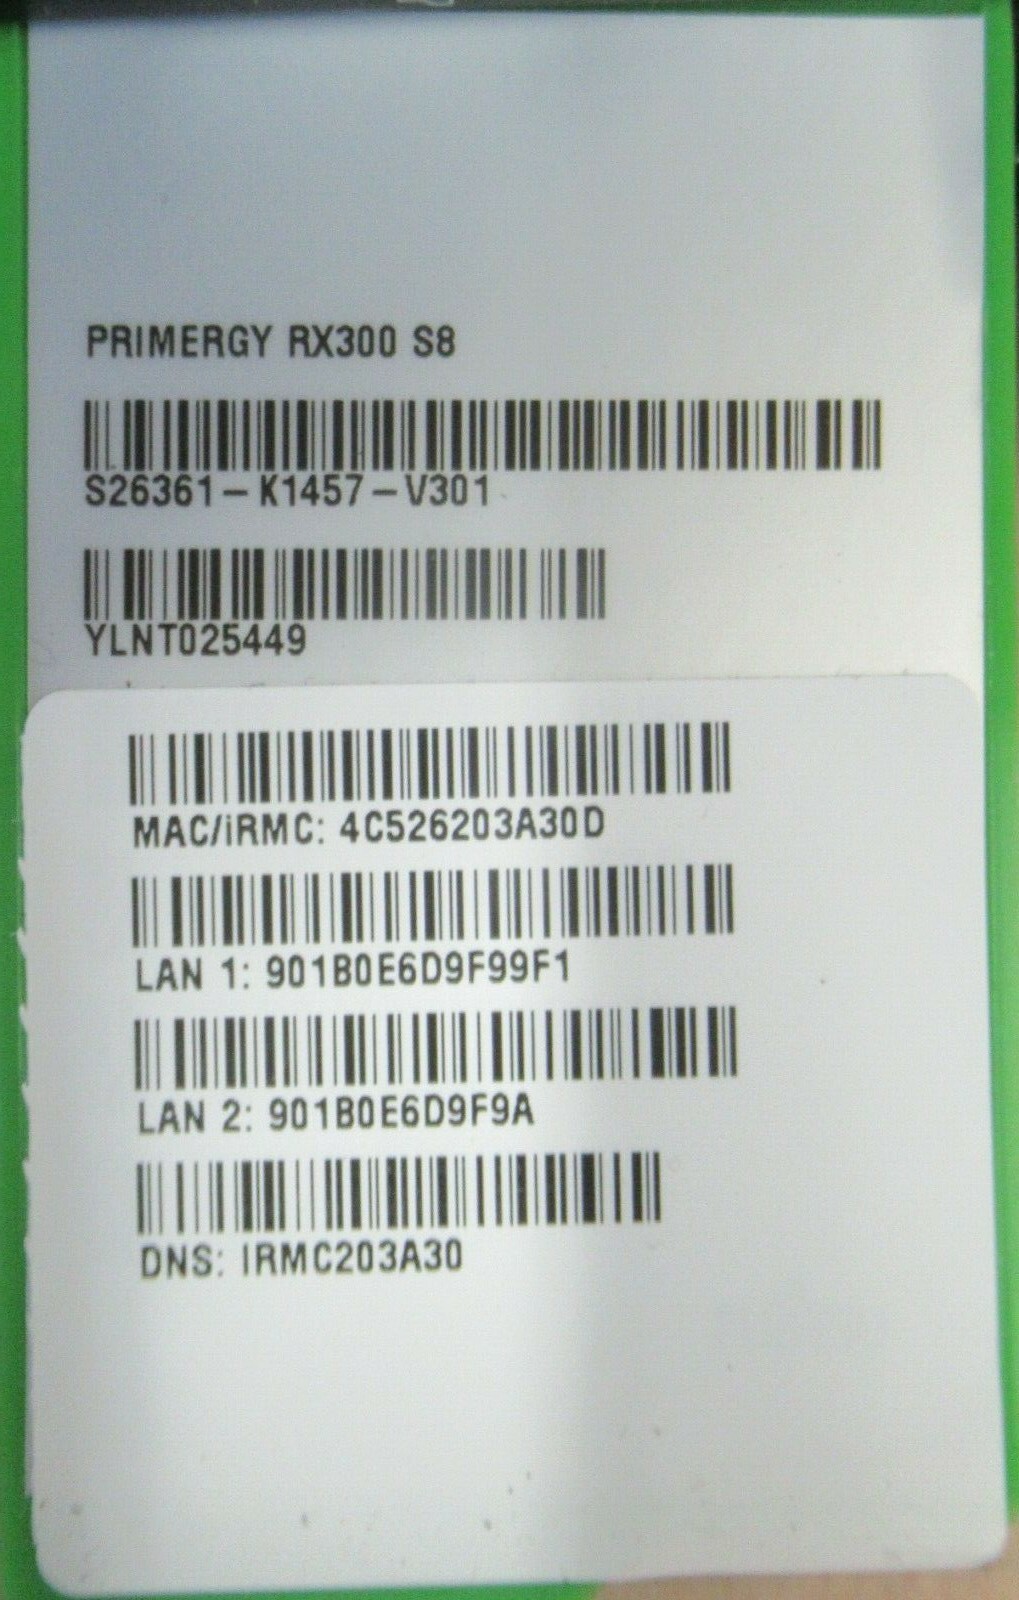 PRIMERGY RX300 S8
S26361-K1457-V301
YLNT025449
MAC/iRMC: 4C526203A30D
LAN 1: 901B0E6D9F99F1
LAN 2: 901B0E6D9F9A
DNS: IRMC203A30